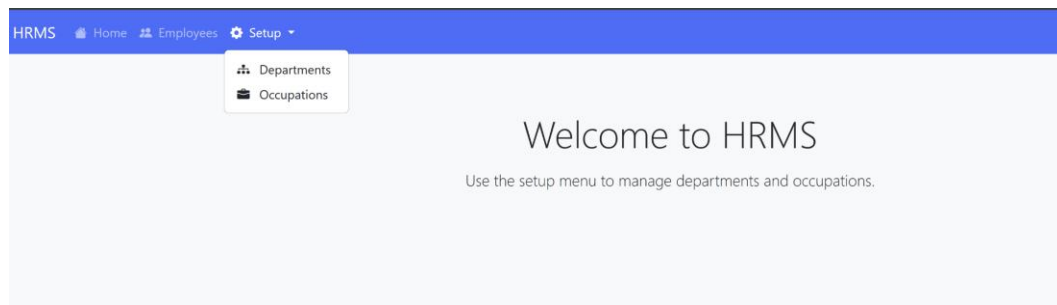 HRMS Home Employees Setup
Departments
Occupations
Welcome to HRMS
Use the setup menu to manage departments and occupations.